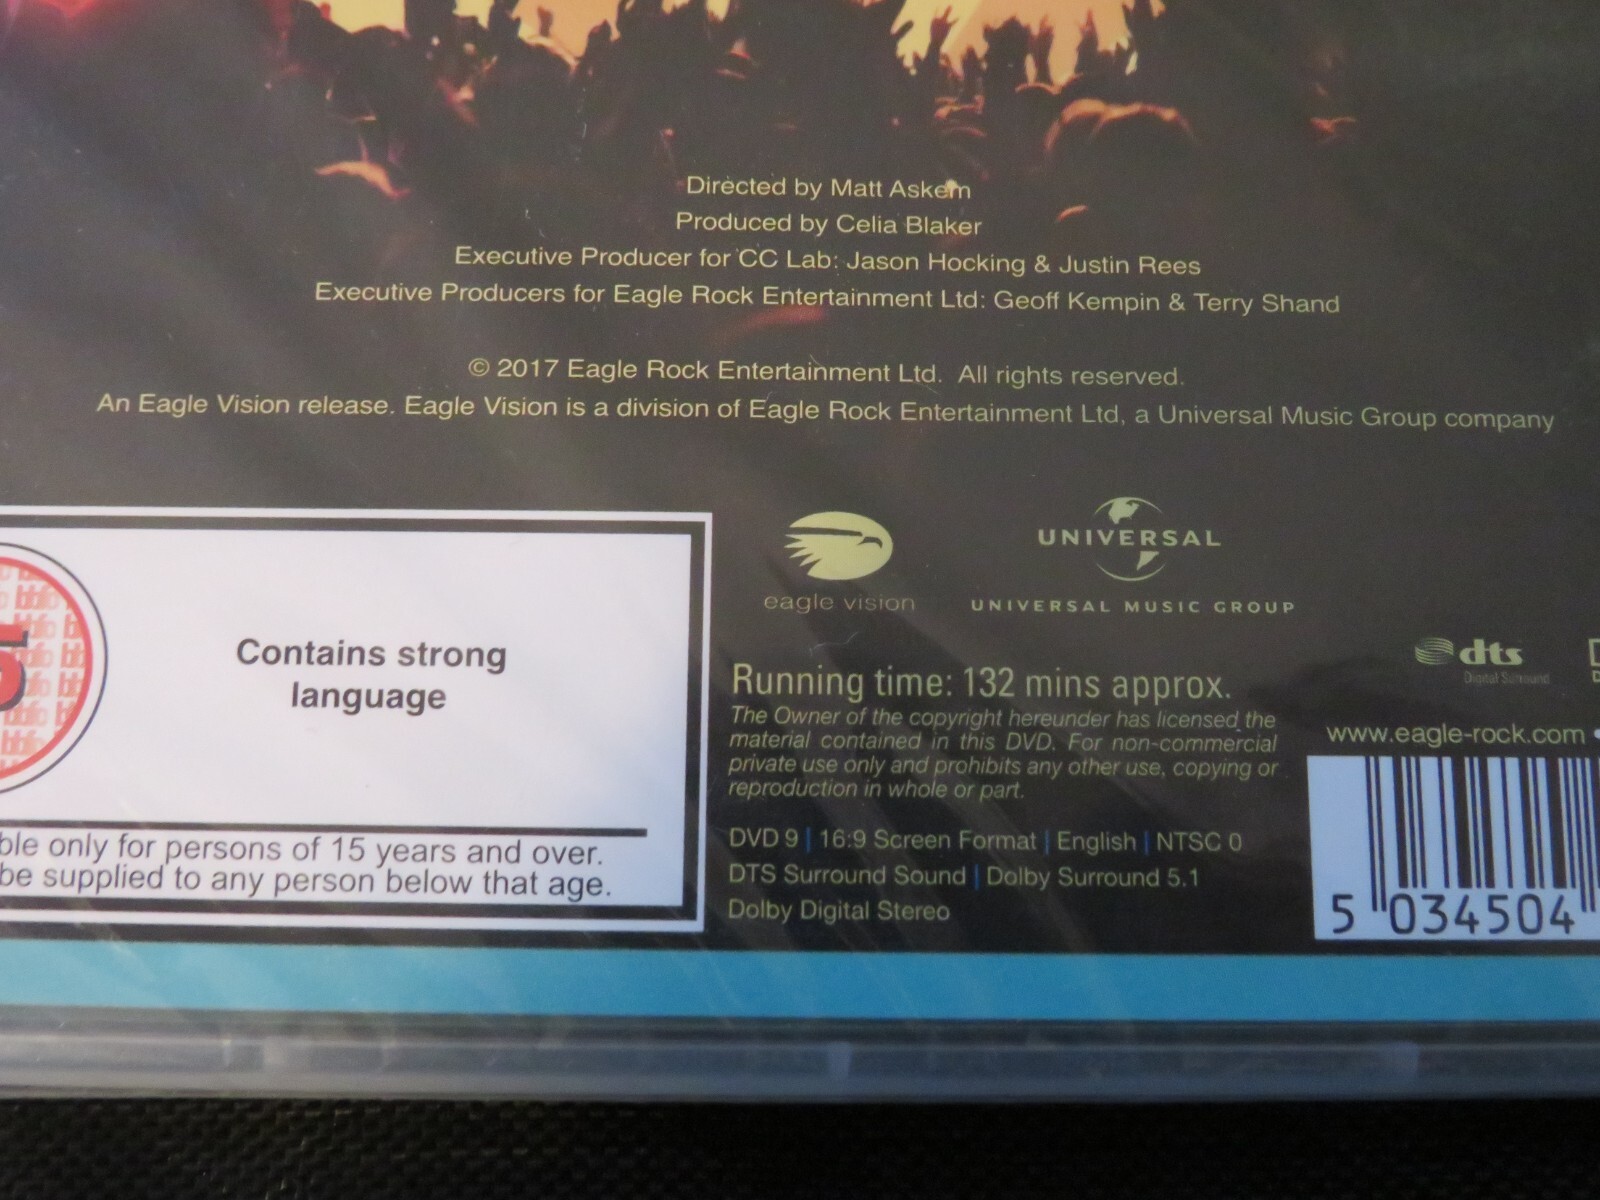 Directed by Matt Askem
Produced by Celia Blaker
Executive Producer for CC Lab: Jason Hocking & Justin Rees
Executive Producers for Eagle Rock Entertainment Ltd: Geoff Kempin & Terry Shand
© 2017 Eagle Rock Entertainment Ltd. All rights reserved.
An Eagle Vision release. Eagle Vision is a division of Eagle Rock Entertainment Ltd, a Universal Music Group company
eagle vision
UNIVERSAL
UNIVERSAL MUSIC GROUP
5
Contains strong
language
only for persons of 15 years and over.
be supplied to any person below that age.
Running time: 132 mins approx.
The Owner of the copyright hereunder has licensed the
material contained in this DVD. For non-commercial
private use only and prohibits any other use, copying or
reproduction in whole or part.
DVD 9 | 16:9 Screen Format | English | NTSC 0
DTS Surround Sound | Dolby Surround 5.1
Dolby Digital Stereo
dts
Digital Surround
www.eagle-rock.com •
5 034504